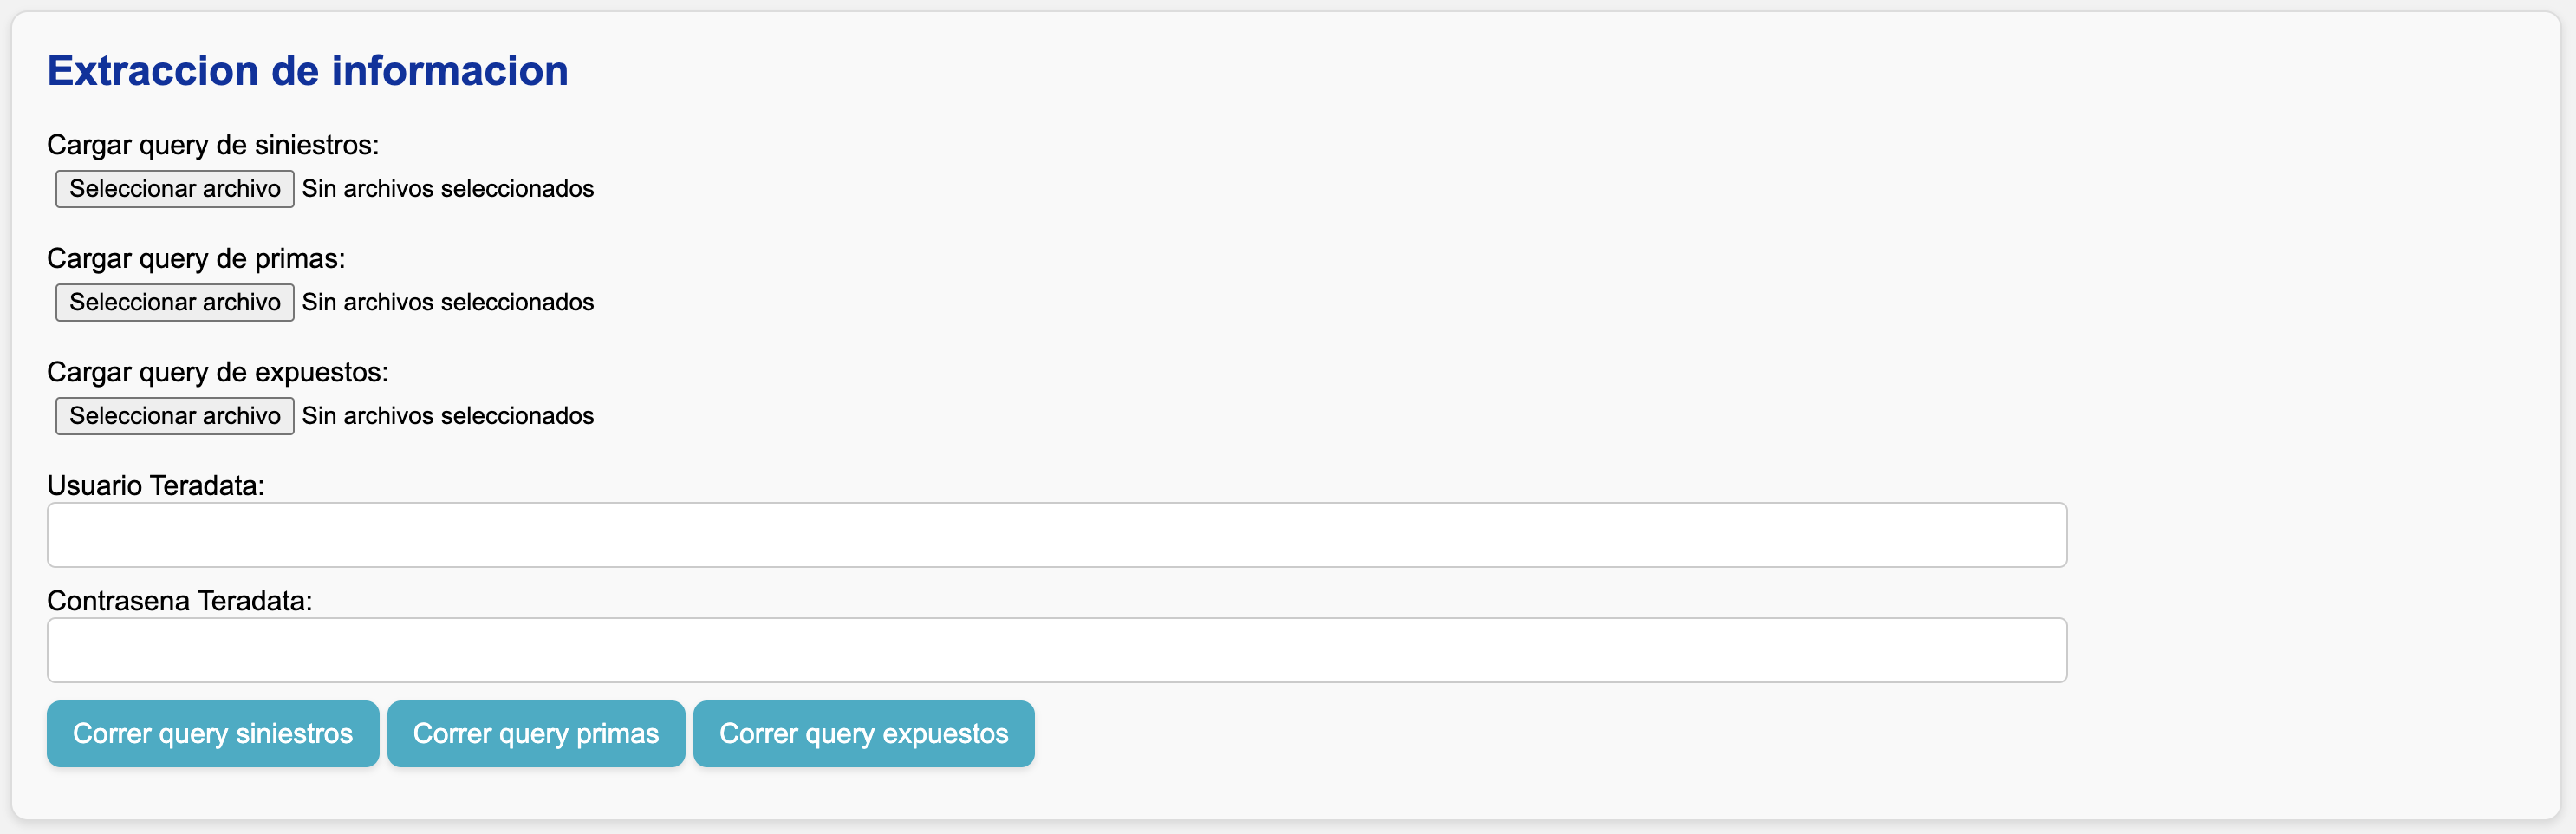 Extraccion de informacion
Cargar query de siniestros:
Seleccionar archivo Sin archivos seleccionados
Cargar query de primas:
Seleccionar archivo Sin archivos seleccionados
Cargar query de expuestos:
Seleccionar archivo Sin archivos seleccionados
Usuario Teradata:
Contrasena Teradata:
Correr query siniestros Correr query primas Correr query expuestos